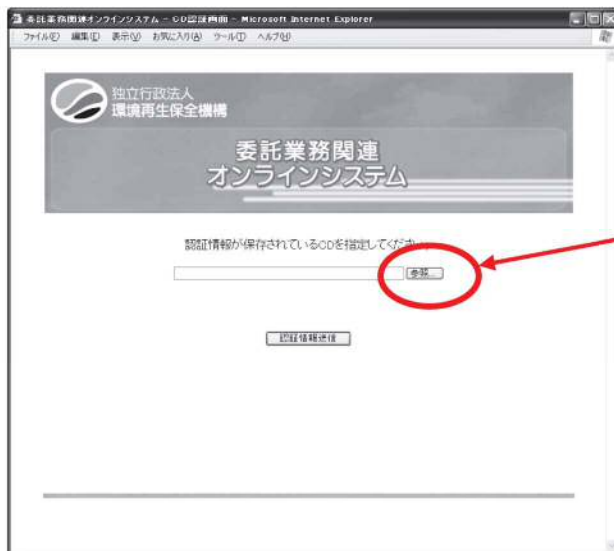 委託業務関連オンラインシステム - CD認証画面 - Microsoft Internet Explorer
ファイル(F) 編集(E) 表示(V) お気に入り(A) ツール(T) ヘルプ(H)
独立行政法人
環境再生保全機構
委託業務関連
オンラインシステム
認証情報が保存されているCDを指定してくださ
参照...
認証情報送信